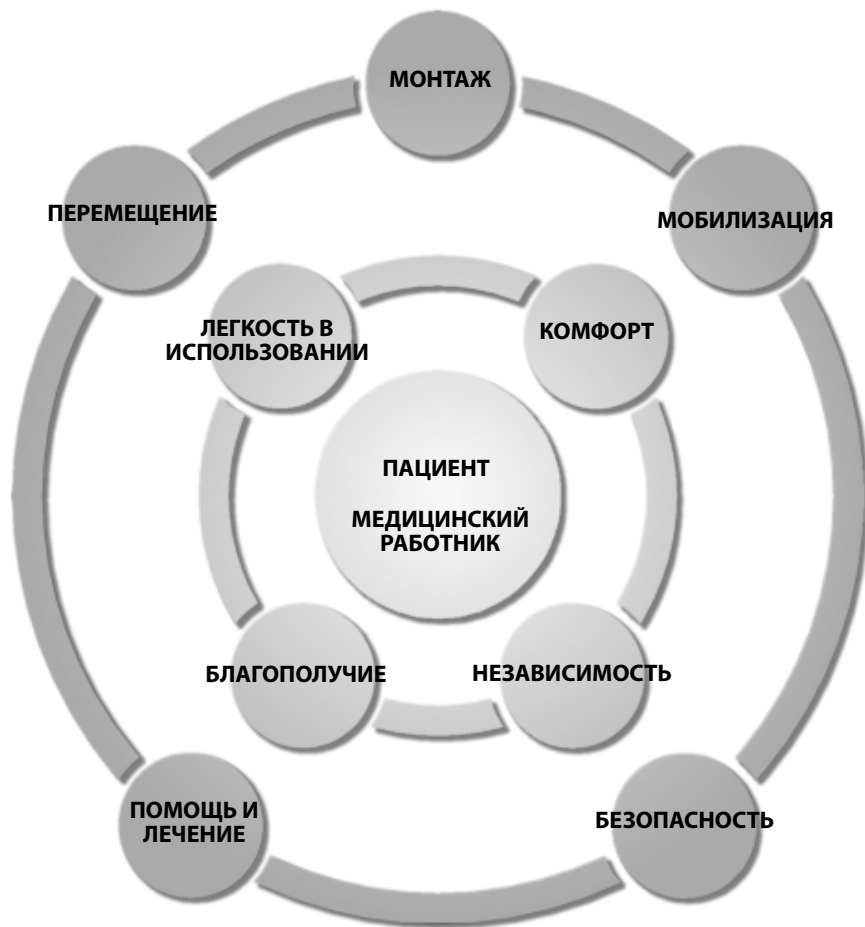 МОНТАЖ
ПЕРЕМЕЩЕНИЕ
МОБИЛИЗАЦИЯ
ЛЕГКОСТЬ В
ИСПОЛЬЗОВАНИИ
КОМФОРТ
ПАЦИЕНТ
МЕДИЦИНСКИЙ
РАБОТНИК
БЛАГОПОЛУЧИЕ
НЕЗАВИСИМОСТЬ
ПОМОЩЬ И
ЛЕЧЕНИЕ
БЕЗОПАСНОСТЬ